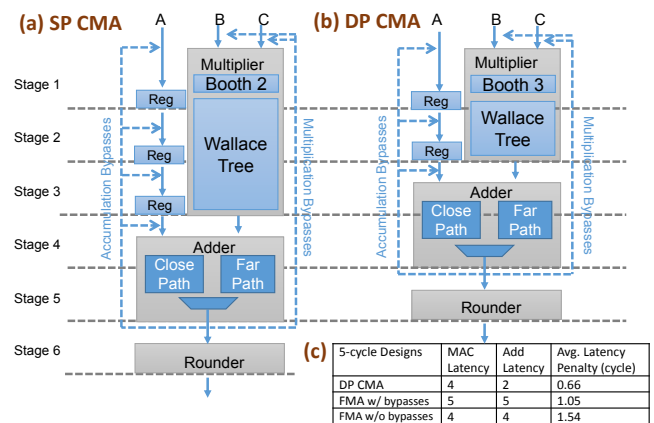 (a) SP CMA
A
B
C
Multiplier
Booth 2
Wallace
Tree
Reg
Reg
Reg
Accumulation Bypasses
Multiplication Bypasses
Adder
Close
Path
Far
Path
Rounder
Stage 1
Stage 2
Stage 3
Stage 4
Stage 5
Stage 6
(b) DP CMA
A
B
C
Multiplier
Booth 3
Wallace
Tree
Reg
Reg
Accumulation Bypasses
Multiplication Bypasses
Adder
Close
Path
Far
Path
Rounder
(c)
5-cycle Designs MAC Latency Add Latency Avg. Latency Penalty (cycle)
DP CMA 4 2 0.66
FMA w/ bypasses 5 5 1.05
FMA w/o bypasses 4 4 1.54